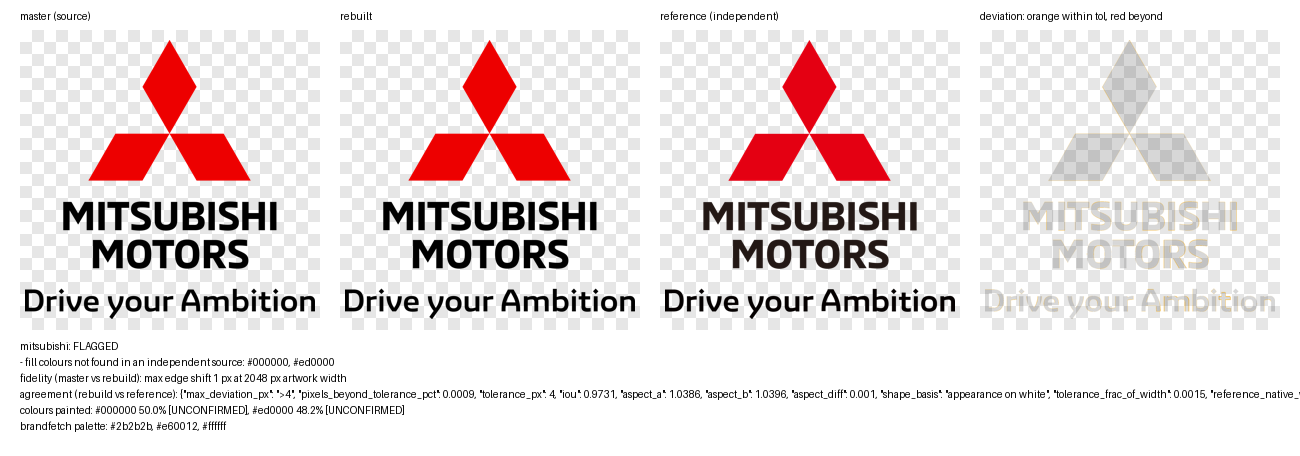 master (source)
rebuilt
reference (independent)
deviation: orange within tol, red beyond
MITSUBISHI
MOTORS
Drive your Ambition
MITSUBISHI
MOTORS
Drive your Ambition
MITSUBISHI
MOTORS
Drive your Ambition
MITSUBISHI
MOTORS
Drive your Ambition
mitsubishi: FLAGGED
- fill colours not found in an independent source: #000000, #ed0000
fidelity (master vs rebuild): max edge shift 1 px at 2048 px artwork width
agreement (rebuild vs reference): {"max_deviation_px": ">4", "pixels_beyond_tolerance_pct": 0.0009, "tolerance_px": 4, "iou": 0.9731, "aspect_a": 1.0386, "aspect_b": 1.0396, "aspect_diff": 0.001, "shape_basis": "appearance on white", "tolerance_frac_of_width": 0.0015, "reference_native_
colours painted: #000000 50.0% [UNCONFIRMED], #ed0000 48.2% [UNCONFIRMED]
brandfetch palette: #2b2b2b, #e60012, #ffffff